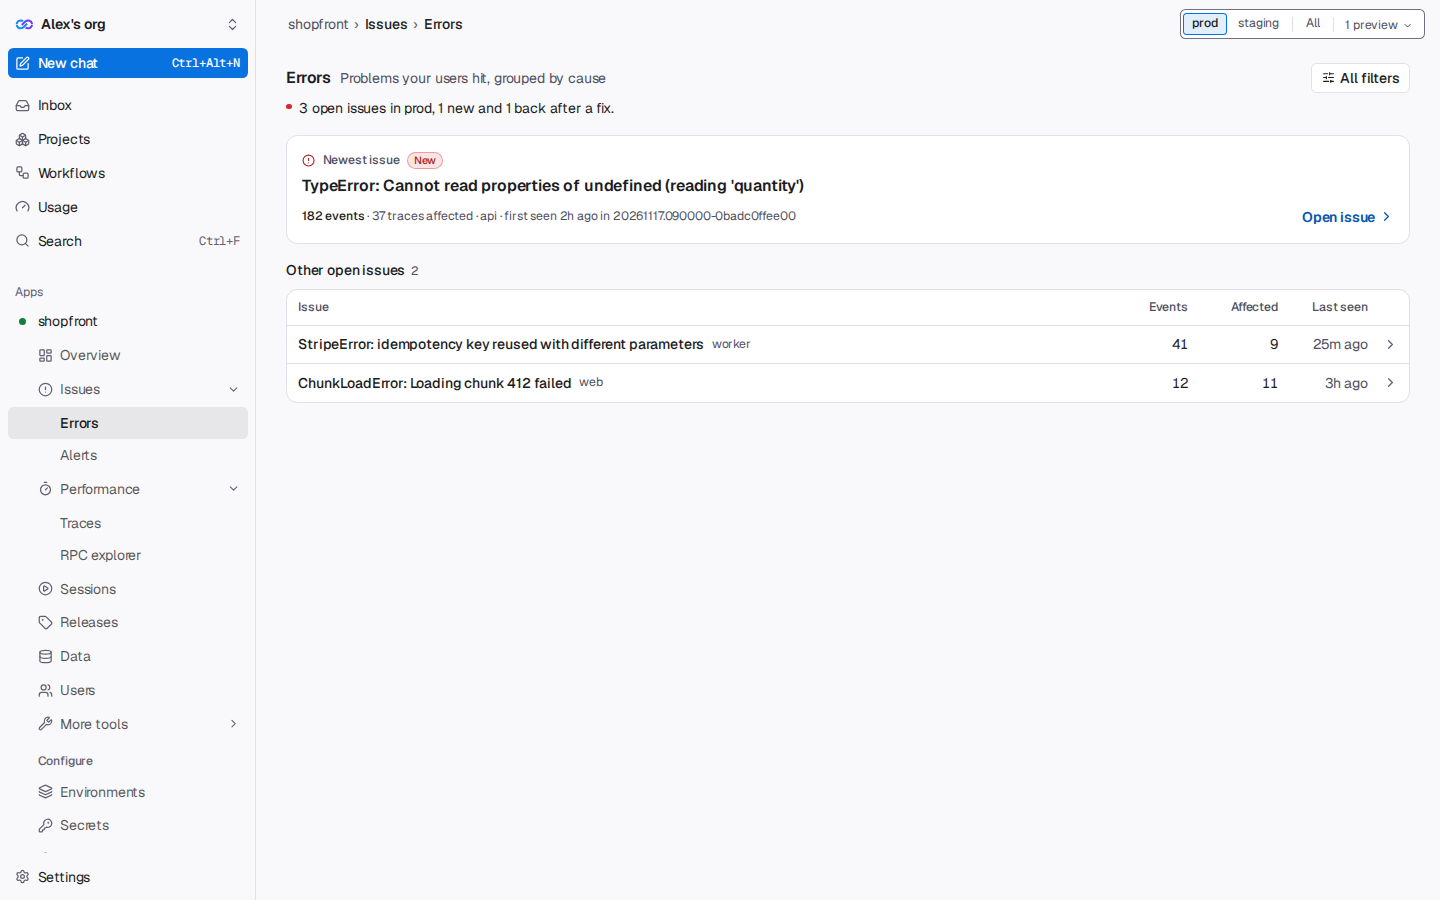 Alex's org
New chat Ctrl+Alt+N
Inbox
Projects
Workflows
Usage
Search Ctrl+F
Apps
shopfront
Overview
Issues
Errors
Alerts
Performance
Traces
RPC explorer
Sessions
Releases
Data
Users
More tools
Configure
Environments
Secrets
Settings
shopfront › Issues › Errors
prod staging All 1 preview
Errors Problems your users hit, grouped by cause
All filters
3 open issues in prod, 1 new and 1 back after a fix.
Newest issue New
TypeError: Cannot read properties of undefined (reading 'quantity')
182 events · 37 traces affected · api · first seen 2h ago in 20261117.090000-0badc0ffee00
Open issue
Other open issues 2
Issue Events Affected Last seen
StripeError: idempotency key reused with different parameters worker 41 9 25m ago
ChunkLoadError: Loading chunk 412 failed web 12 11 3h ago